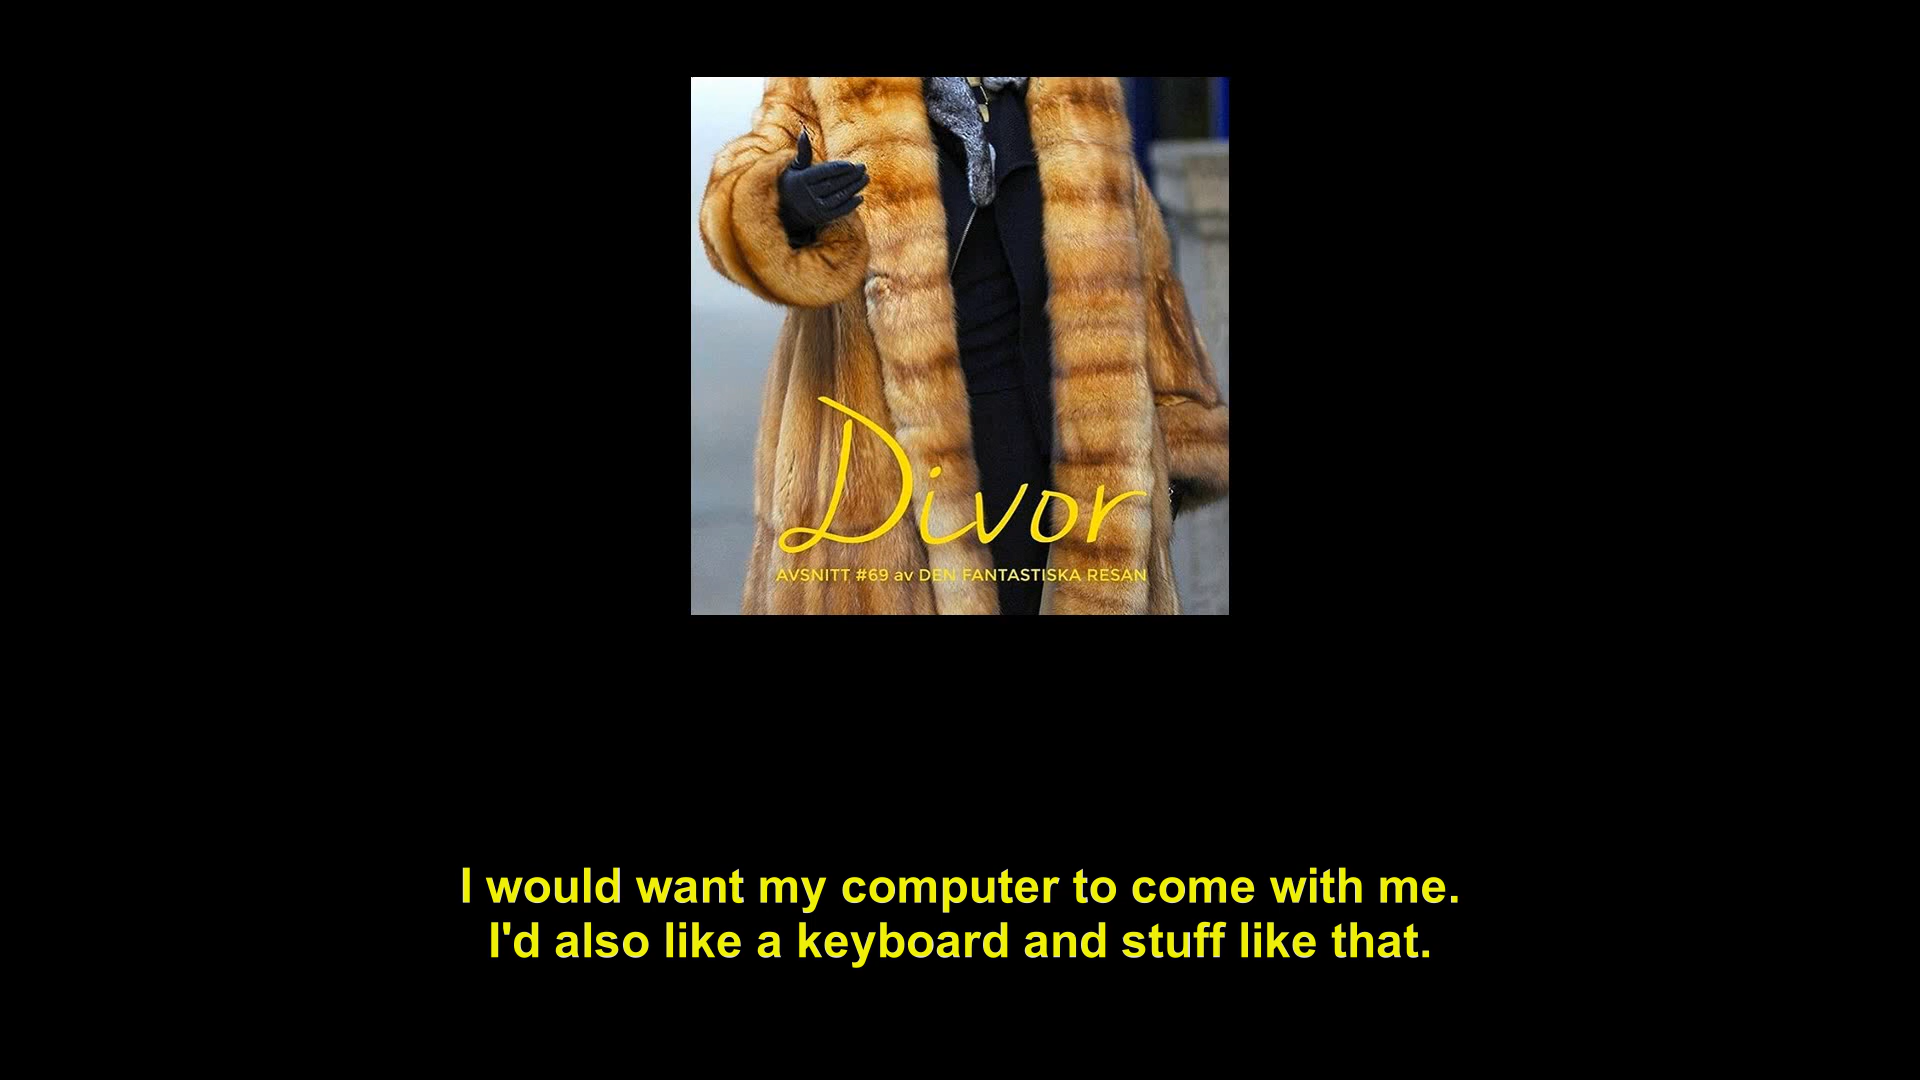 Divor
AVSNITT #69 av DEN FANTASTISKA RESAN
I would want my computer to come with me.
I'd also like a keyboard and stuff like that.